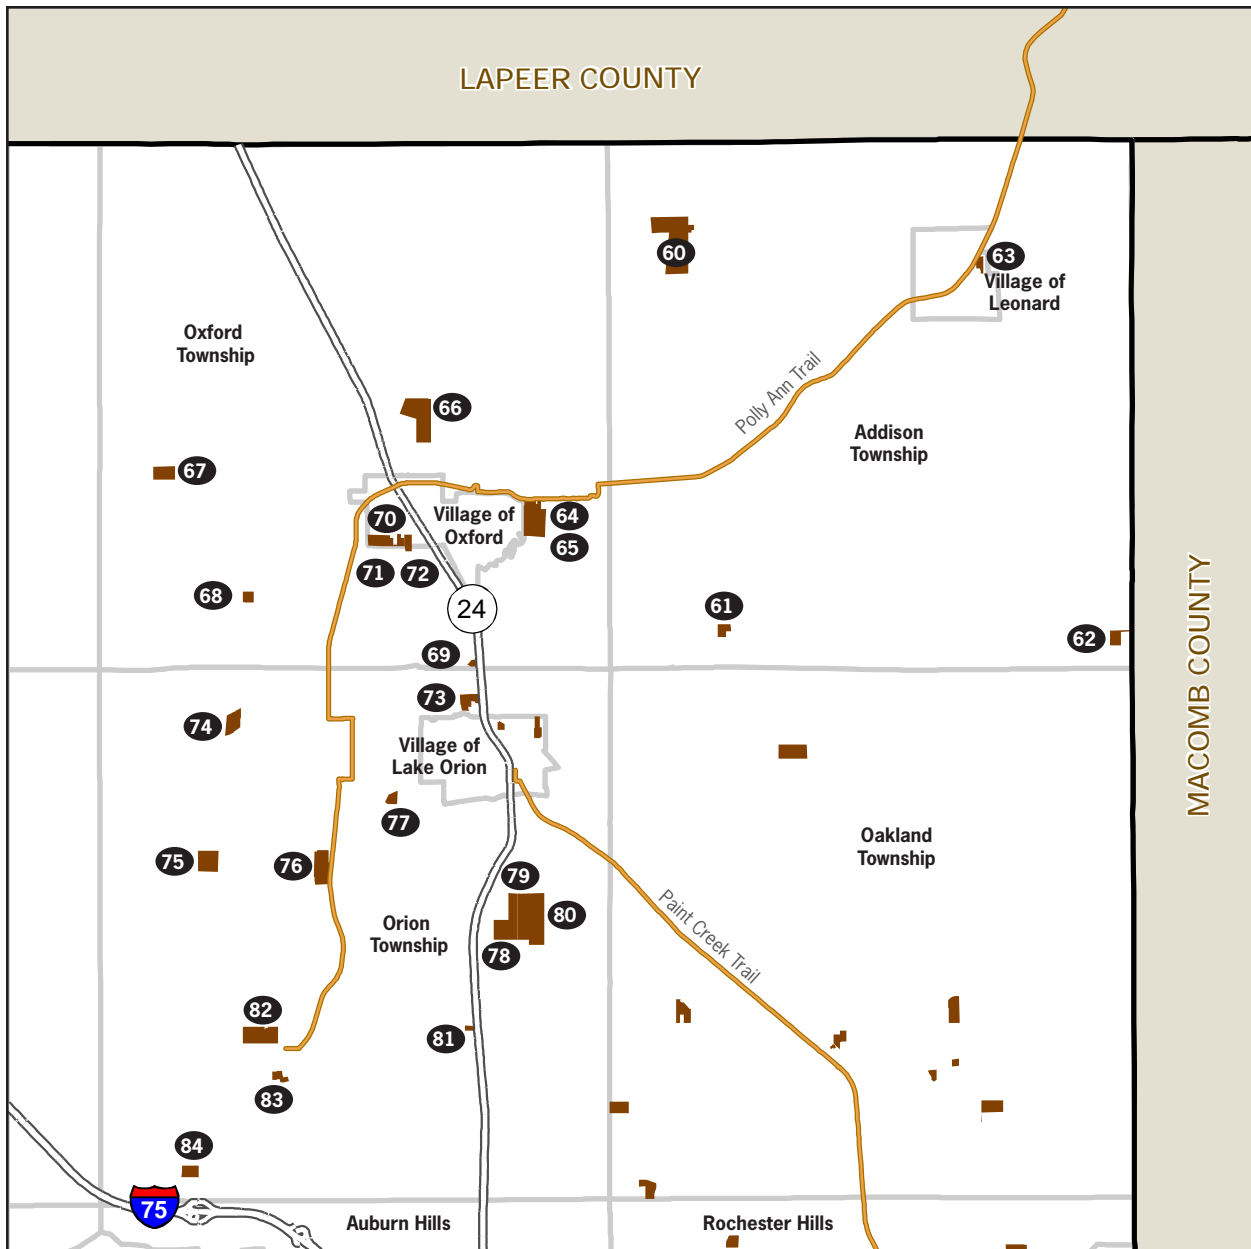 LAPEER COUNTY
60
63
Village of
Leonard
Oxford
Township
Polly Ann Trail
66
Addison
Township
67
70
Village of
Oxford
64
65
71
72
68
24
61
62
MACOMB COUNTY
69
73
74
Village of
Lake Orion
77
75
76
Oakland
Township
79
80
Orion
Township
78
Paint Creek Trail
82
81
83
84
75
Auburn Hills
Rochester Hills